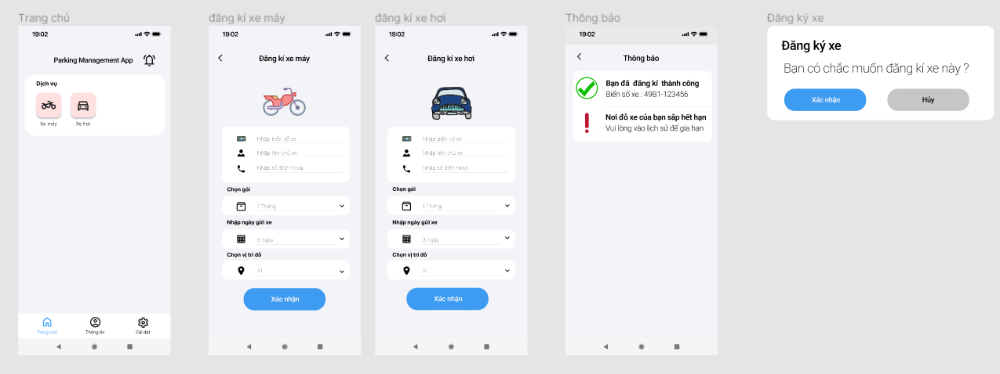 Trang chủ
19:02
Parking Management App
Dịch vụ
Xe máy
Xe hơi
Trang chủ
Thông tin
Cài đặt
đăng kí xe máy
19:02
Đăng kí xe máy
Nhập biển số xe
Nhập tên chủ xe
Nhập số điện thoại
Chọn gói
1 Tháng
Nhập ngày gửi xe
3 ngày
Chọn vị trí đỗ
A1
Xác nhận
đăng kí xe hơi
19:02
Đăng kí xe hơi
Nhập biển số xe
Nhập tên chủ xe
Nhập số điện thoại
Chọn gói
1 Tháng
Nhập ngày gửi xe
3 ngày
Chọn vị trí đỗ
A1
Xác nhận
Thông báo
19:02
Thông báo
Bạn đã đăng kí thành công
Biển số xe : 49B1-123456
Nơi đỏ xe của bạn sắp hết hạn
Vui lòng vào lịch sử để gia hạn
Đăng ký xe
Đăng ký xe
Bạn có chắc muốn đăng kí xe này ?
Xác nhận
Hủy